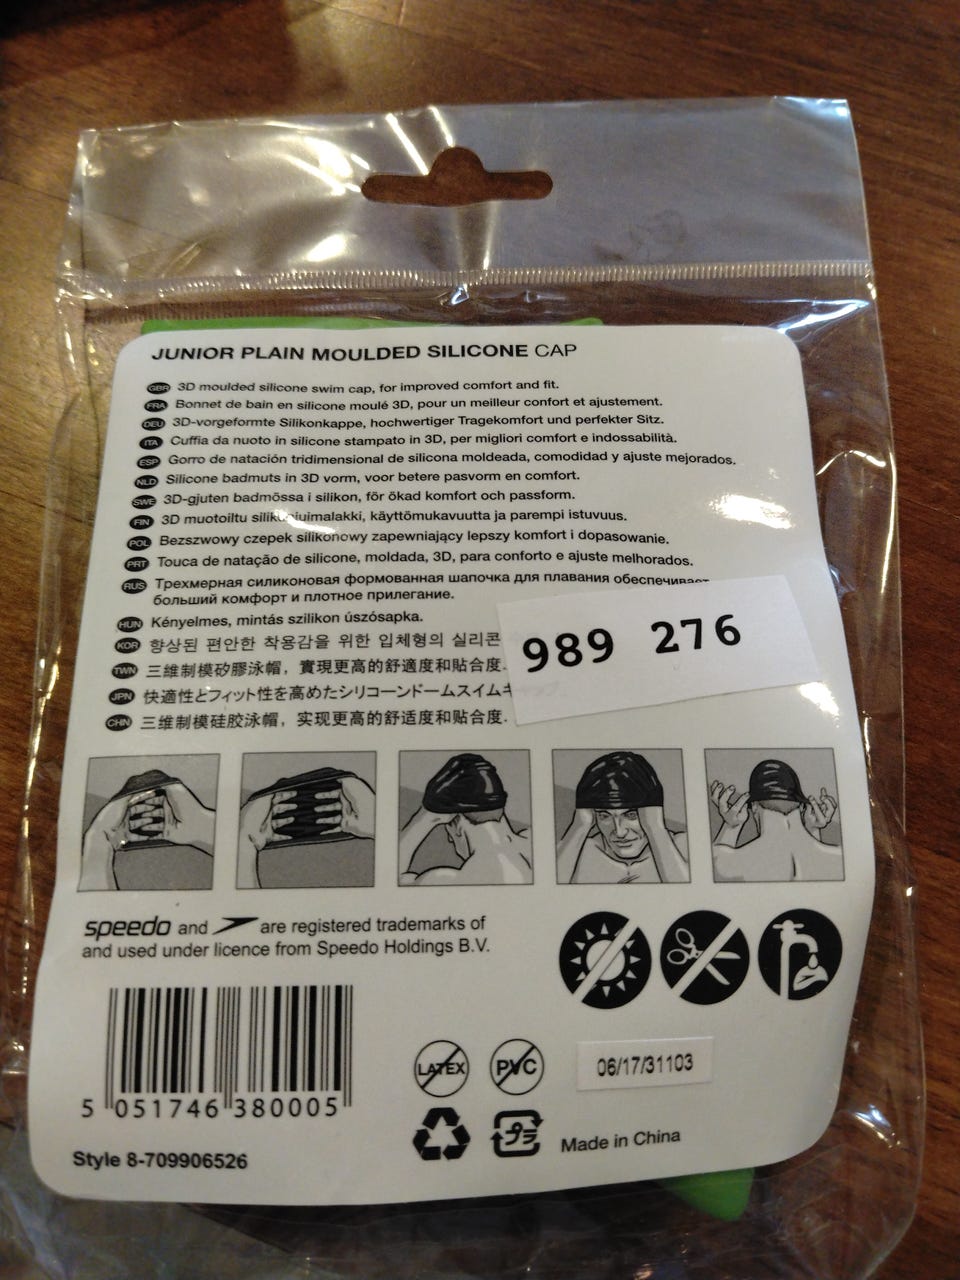 JUNIOR PLAIN MOULDED SILICONE CAP
GBR 3D moulded silicone swim cap, for improved comfort and fit.
FRA Bonnet de bain en silicone moulé 3D, pour un meilleur confort et ajustement.
DEU 3D-vorgeformte Silikonkappe, hochwertiger Tragekomfort und perfekter Sitz.
ITA Cuffia da nuoto in silicone stampato in 3D, per migliori comfort e indossabilità.
ESP Gorro de natación tridimensional de silicona moldeada, comodidad y ajuste mejorados.
NLD Silicone badmuts in 3D vorm, voor betere pasvorm en comfort.
SWE 3D-gjuten badmössa i silikon, för ökad komfort och passform.
FIN 3D muotoiltu silikoniuimalakki, käyttömukavuutta ja parempi istuvuus.
POL Bezszwowy czepek silikonowy zapewniający lepszy komfort i dopasowanie.
PRT Touca de natação de silicone, moldada, 3D, para conforto e ajuste melhorados.
RUS Трехмерная силиконовая формованная шапочка для плавания обеспечивает
больший комфорт и плотное прилегание.
HUN Kényelmes, mintás szilikon úszósapka.
KOR 향상된 편안한 착용감을 위한 입체형의 실리콘
TWN 三維制模矽膠泳帽，實現更高的舒適度和貼合度.
JPN 快適性とフィット性を高めたシリコーンドームスイムキ
CHN 三维制模硅胶泳帽，实现更高的舒适度和贴合度.
989 276
speedo and are registered trademarks of
and used under licence from Speedo Holdings B.V.
LATEX PVC 06/17/31103
5 051746 380005
プラ
Made in China
Style 8-709906526